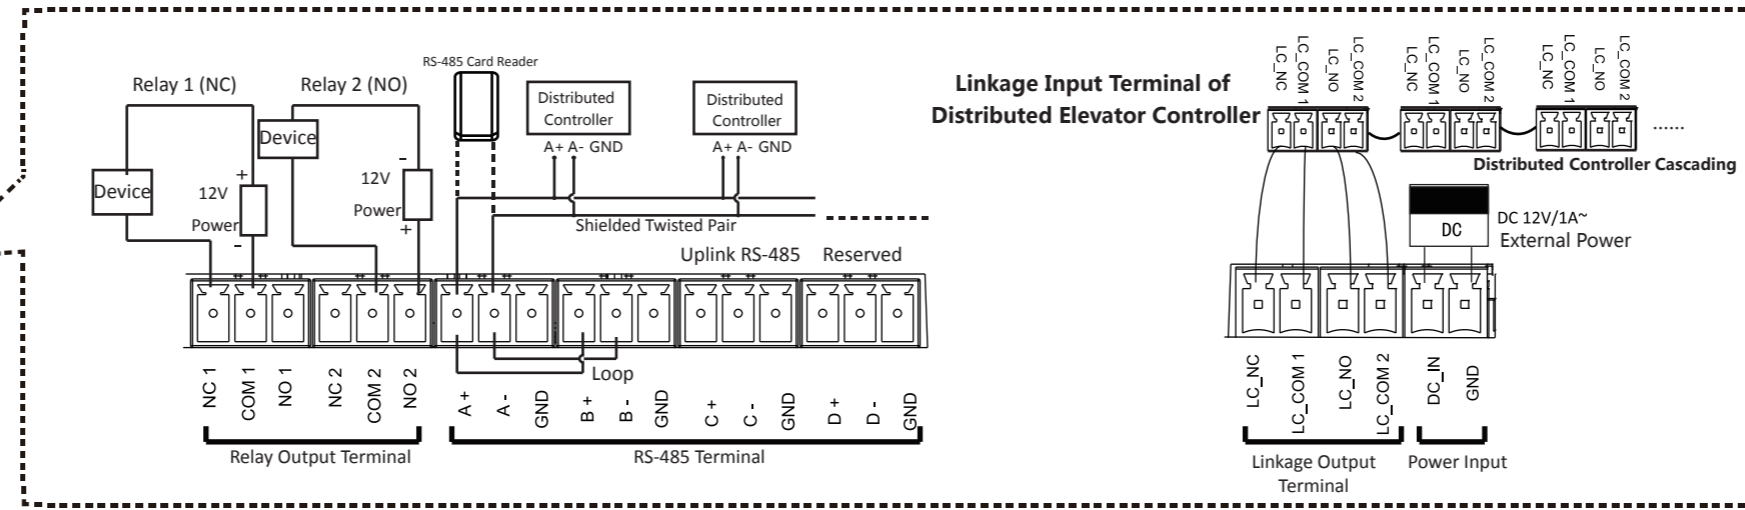 Relay 1 (NC)
Relay 2 (NO)
RS-485 Card Reader
Distributed
Controller
A+ A- GND
Distributed
Controller
A+ A- GND
Device
12V
Power
+
-
Device
12V
Power
-
+
Shielded Twisted Pair
Uplink RS-485
Reserved
Loop
NC 1
COM 1
NO 1
NC 2
COM 2
NO 2
A +
A -
GND
B +
B -
GND
C +
C -
GND
D +
D -
GND
Relay Output Terminal
RS-485 Terminal
Linkage Input Terminal of
Distributed Elevator Controller
LC_NC
LC_COM 1
LC_NO
LC_COM 2
LC_NC
LC_COM 1
LC_NO
LC_COM 2
LC_NC
LC_COM 1
LC_NO
LC_COM 2
......
Distributed Controller Cascading
DC
DC 12V/1A~
External Power
LC_NC
LC_COM 1
LC_NO
LC_COM 2
DC_IN
GND
Linkage Output
Terminal
Power Input